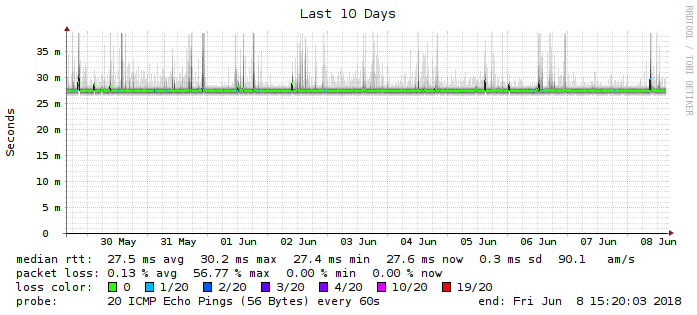 Last 10 Days
RRDTOOL / TOBI OETIKER
Seconds
35 m
30 m
25 m
20 m
15 m
10 m
5 m
0
30 May 31 May 01 Jun 02 Jun 03 Jun 04 Jun 05 Jun 06 Jun 07 Jun 08 Jun
median rtt: 27.5 ms avg 30.2 ms max 27.4 ms min 27.6 ms now 0.3 ms sd 90.1 am/s
packet loss: 0.13 % avg 56.77 % max 0.00 % min 0.00 % now
loss color: 0 1/20 2/20 3/20 4/20 10/20 19/20
probe: 20 ICMP Echo Pings (56 Bytes) every 60s end: Fri Jun 8 15:20:03 2018